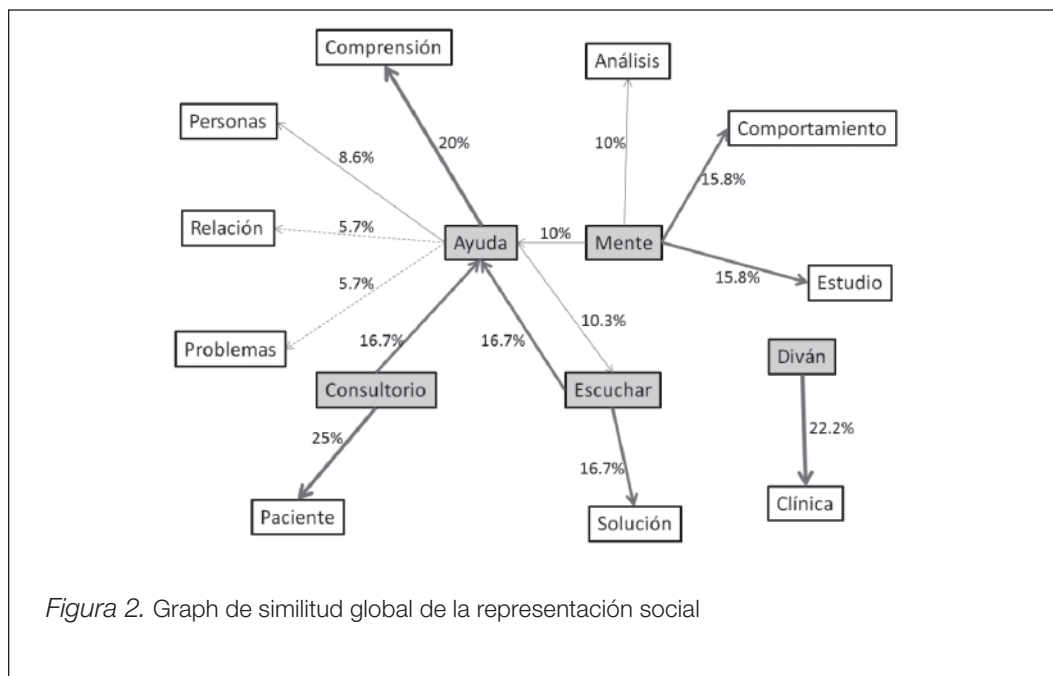 Comprensión
Análisis
Personas
Comportamiento
8.6%
20%
10%
15.8%
Relación
5.7%
Ayuda
10%
Mente
5.7%
15.8%
Estudio
10.3%
Problemas
16.7%
16.7%
Diván
Consultorio
Escuchar
25%
22.2%
16.7%
Paciente
Solución
Clínica
Figura 2. Graph de similitud global de la representación social